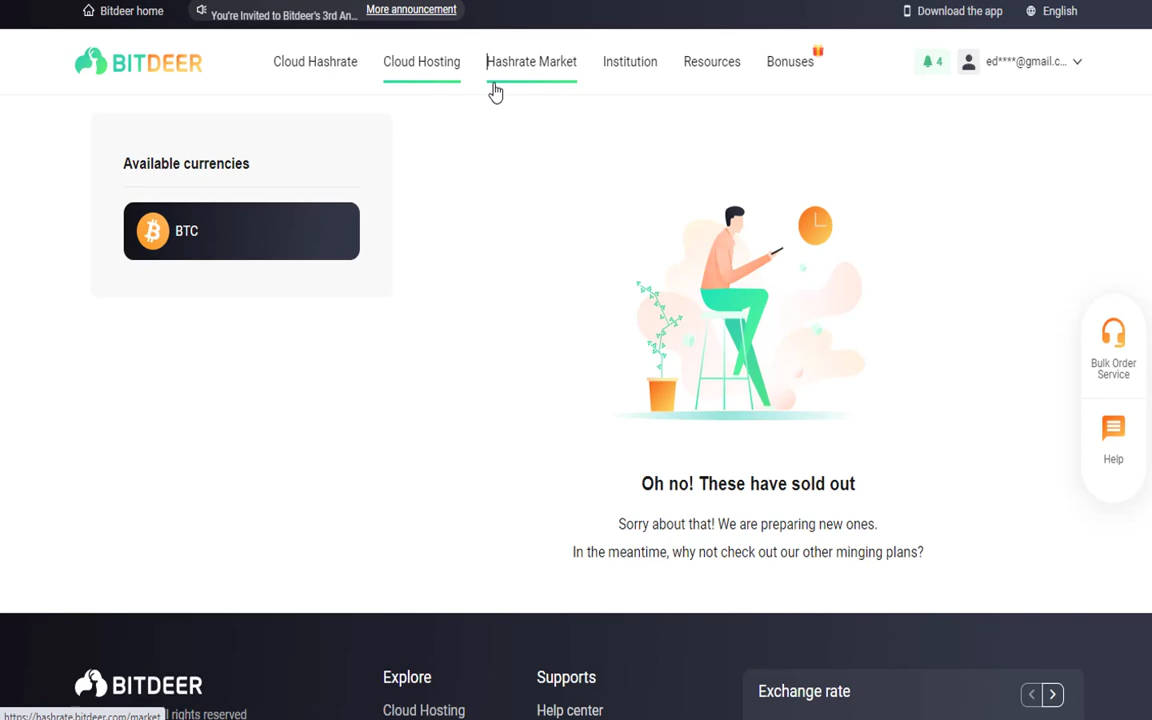 Bitdeer home
You're Invited to Bitdeer's 3rd An...
More announcement
Download the app
English
BITDEER
Cloud Hashrate
Cloud Hosting
Hashrate Market
Institution
Resources
Bonuses
4
ed****@gmail.c...
Available currencies
BTC
Bulk Order
Service
Help
Oh no! These have sold out
Sorry about that! We are preparing new ones.
In the meantime, why not check out our other minging plans?
BITDEER
Explore
Supports
Exchange rate
Cloud Hosting
Help center
https://hashrate.bitdeer.com/market
l rights reserved